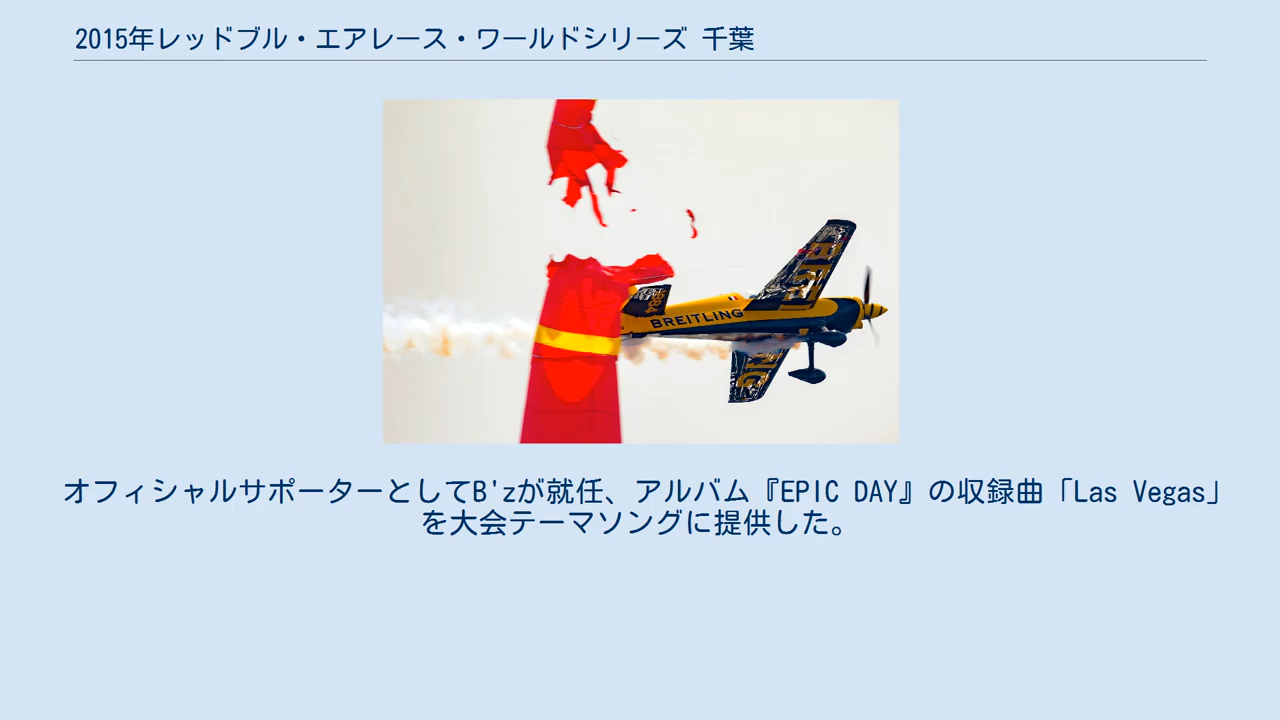 2015年レッドブル・エアレース・ワールドシリーズ 千葉
BREITLING
オフィシャルサポーターとしてB'zが就任、アルバム『EPIC DAY』の収録曲「Las Vegas」
を大会テーマソングに提供した。